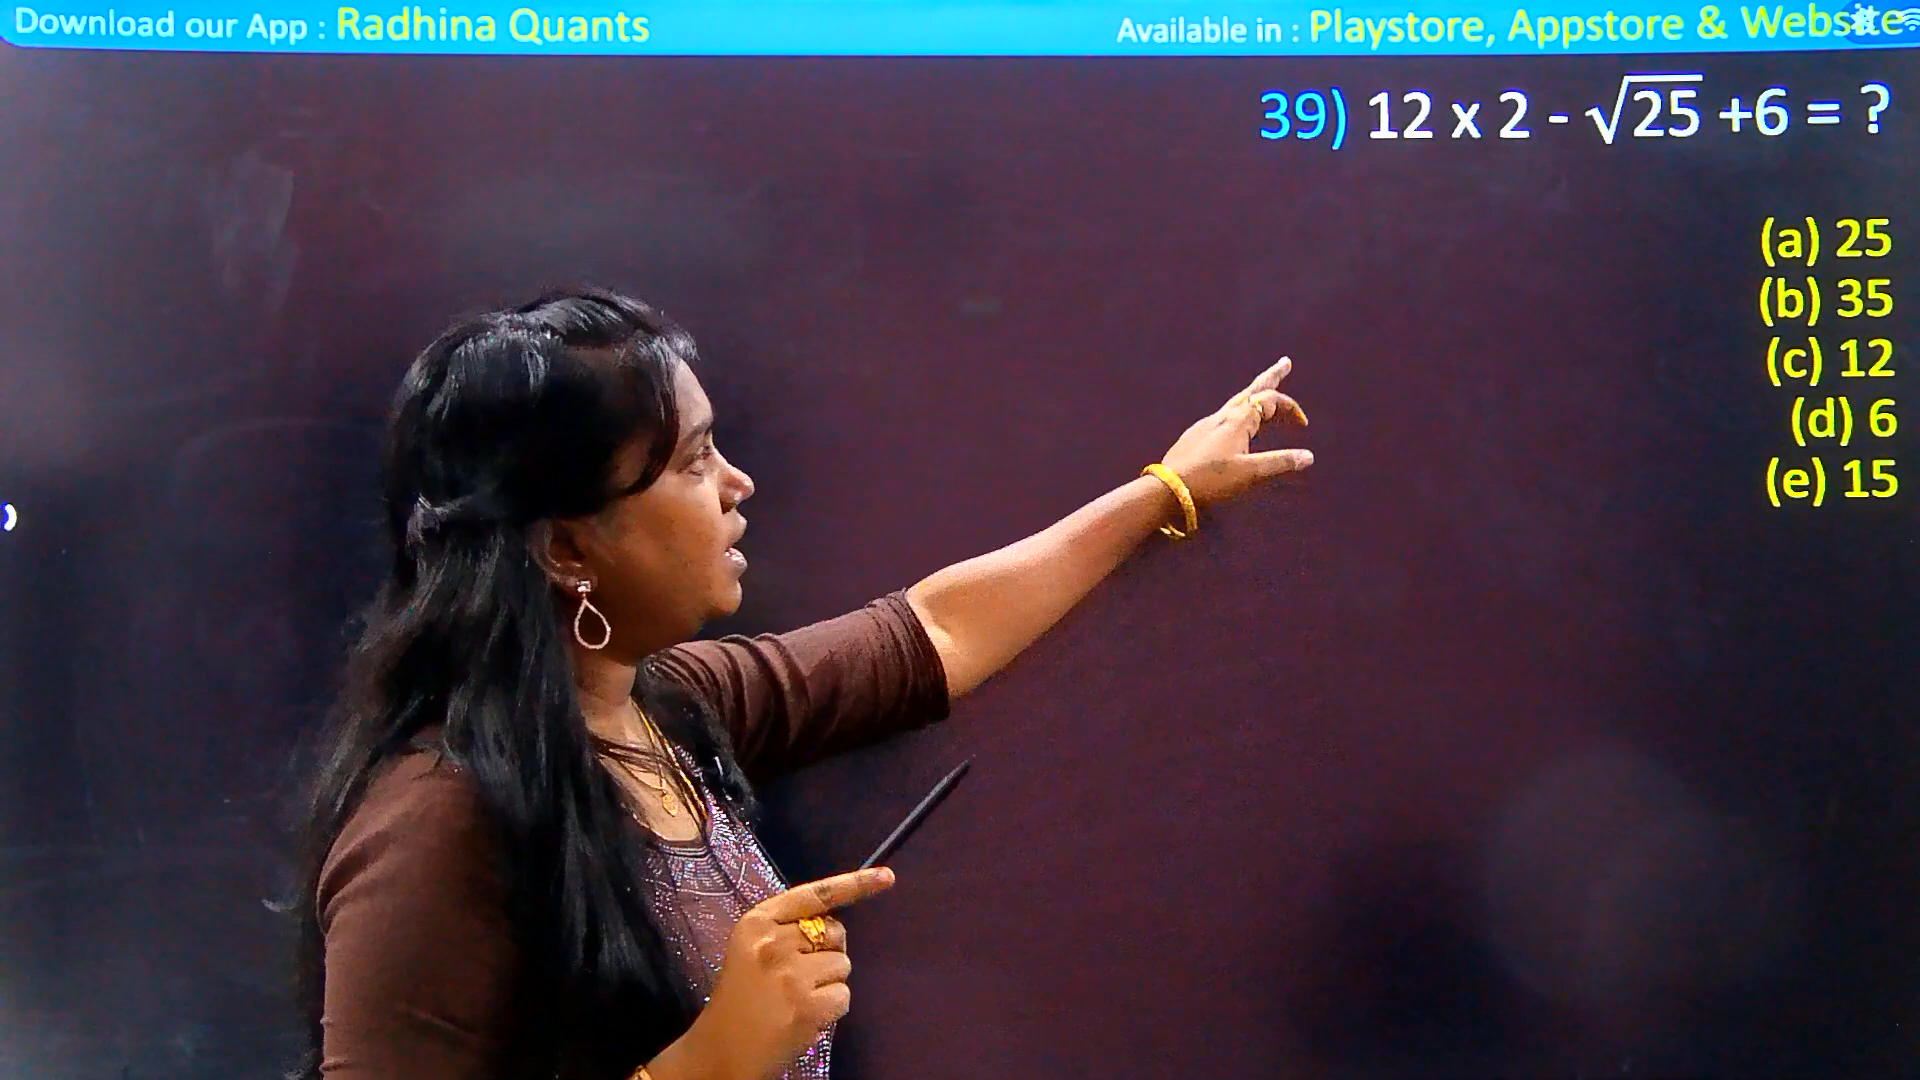 Download our App : Radhina Quants
Available in : Playstore, Appstore & Website
39) 12 x 2 - √25 +6 = ?
(a) 25
(b) 35
(c) 12
(d) 6
(e) 15